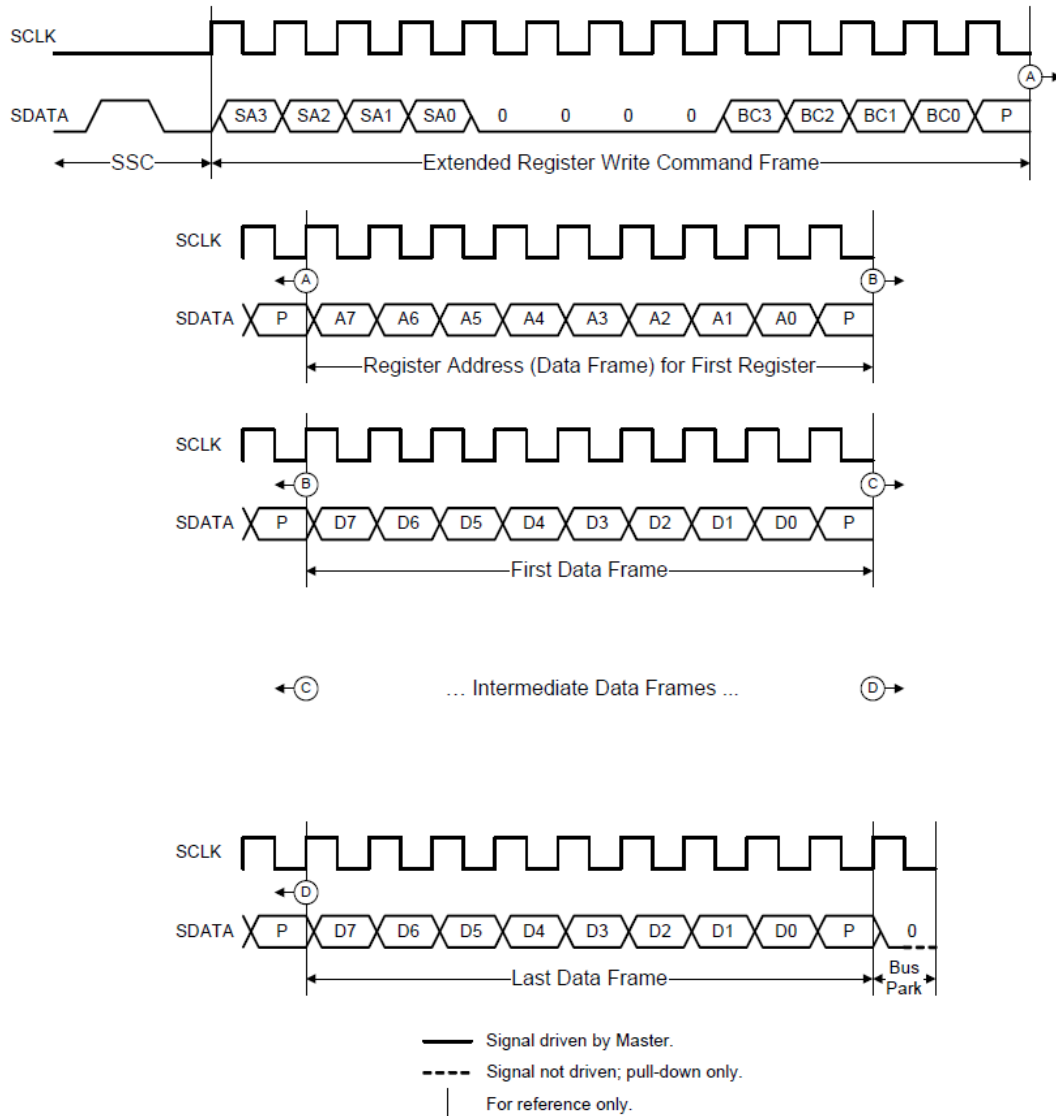 SCLK
A
SDATA SA3 SA2 SA1 SA0 0 0 0 0 BC3 BC2 BC1 BC0 P
SSC Extended Register Write Command Frame
SCLK
A B
SDATA P A7 A6 A5 A4 A3 A2 A1 A0 P
Register Address (Data Frame) for First Register
SCLK
B C
SDATA P D7 D6 D5 D4 D3 D2 D1 D0 P
First Data Frame
C ... Intermediate Data Frames ... D
SCLK
D
SDATA P D7 D6 D5 D4 D3 D2 D1 D0 P 0
Last Data Frame Bus
Park
Signal driven by Master.
Signal not driven; pull-down only.
For reference only.